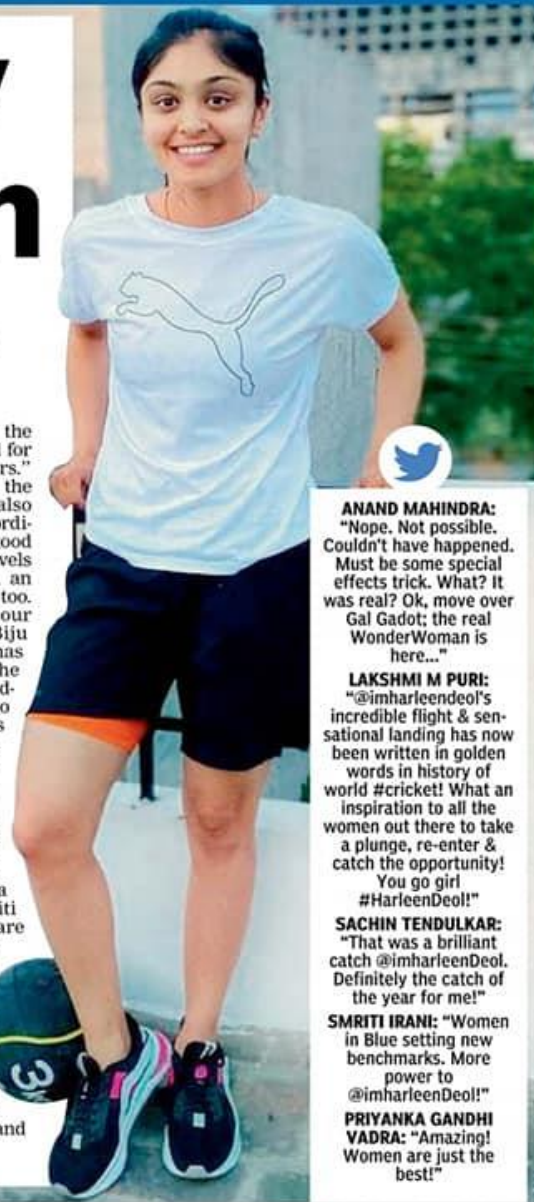 n
the
for
rs."
the
also
rdi-
ood
vels
an
too.
our
Biju
has
he
d-
o
s
a
iti
are
and
3
ANAND MAHINDRA:
“Nope. Not possible.
Couldn't have happened.
Must be some special
effects trick. What? It
was real? Ok, move over
Gal Gadot; the real
WonderWoman is
here...”
LAKSHMI M PURI:
“@imharleendeol's
incredible flight & sen-
sational landing has now
been written in golden
words in history of
world #cricket! What an
inspiration to all the
women out there to take
a plunge, re-enter &
catch the opportunity!
You go girl
#HarleenDeol!”
SACHIN TENDULKAR:
“That was a brilliant
catch @imharleenDeol.
Definitely the catch of
the year for me!”
SMRITI IRANI: “Women
in Blue setting new
benchmarks. More
power to
@imharleenDeol!”
PRIYANKA GANDHI
VADRA: “Amazing!
Women are just the
best!”